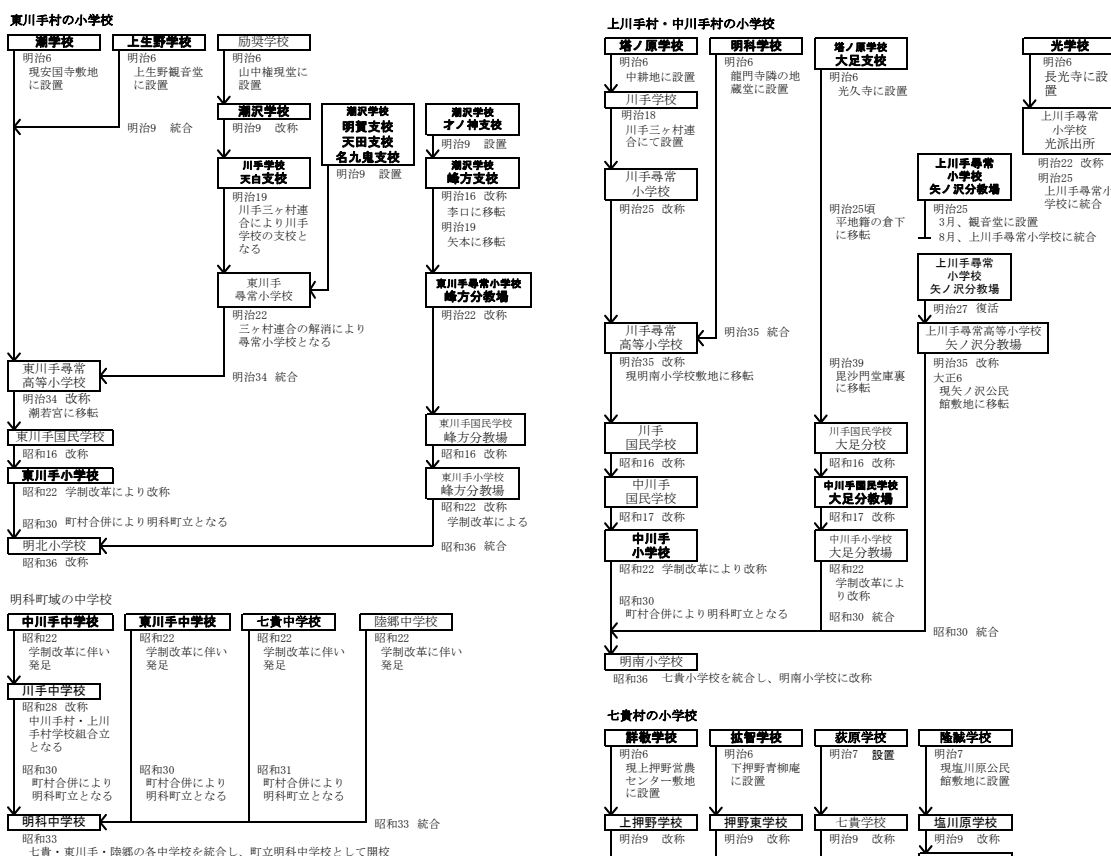 東川手村の小学校
潮学校
明治6
現安国寺敷地
に設置
上生野学校
明治6
上生野観音堂
に設置
明治9 統合
励奨学校
明治6
山中権現堂に
設置
潮沢学校
明治9 改称
川手学校
天白支校
明治19
川手三ヶ村連
合により川手
学校の支校と
なる
潮沢学校
明賀支校
天田支校
名九鬼支校
明治9 設置
東川手
尋常小学校
明治22
三ヶ村連合の解消により
尋常小学校となる
明治34 統合
潮沢学校
才ノ神支校
明治9 設置
潮沢学校
峰方支校
明治16 改称
李口に移転
明治19
矢本に移転
東川手尋常小学校
峰方分教場
明治22 改称
東川手国民学校
峰方分教場
昭和16 改称
東川手小学校
峰方分教場
昭和22 改称
学制改革による
昭和36 統合
東川手尋常
高等小学校
明治34 改称
潮若宮に移転
東川手国民学校
昭和16 改称
東川手小学校
昭和22 学制改革により改称
昭和30 町村合併により明科町立となる
明北小学校
昭和36 改称
明科町域の中学校
中川手中学校
昭和22
学制改革に伴い
発足
川手中学校
昭和28 改称
中川手村・上川
手村学校組合立
となる
昭和30
町村合併により
明科町立となる
東川手中学校
昭和22
学制改革に伴い
発足
昭和30
町村合併により
明科町立となる
七貴中学校
昭和22
学制改革に伴い
発足
昭和31
町村合併により
明科町立となる
陸郷中学校
昭和22
学制改革に伴い
発足
昭和33 統合
明科中学校
昭和33
七貴・東川手・陸郷の各中学校を統合し、町立明科中学校として開校
上川手村・中川手村の小学校
塔ノ原学校
明治6
中耕地に設置
川手学校
明治18
川手三ヶ村連
合にて設置
川手尋常
小学校
明治25 改称
明科学校
明治6
龍門寺隣の地
蔵堂に設置
明治35 統合
川手尋常
高等小学校
明治35 改称
現明南小学校敷地に移転
川手
国民学校
昭和16 改称
中川手
国民学校
昭和17 改称
中川手
小学校
昭和22 学制改革により改称
昭和30
町村合併により明科町立となる
塔ノ原学校
大足支校
明治6
光久寺に設置
明治25頃
平地籍の倉下
に移転
明治39
毘沙門堂庫裏
に移転
川手国民学校
大足分校
昭和16 改称
中川手国民学校
大足分教場
昭和17 改称
中川手小学校
大足分教場
昭和22
学制改革によ
り改称
昭和30 統合
光学校
明治6
長光寺に設
置
上川手尋常
小学校
光派出所
明治22 改称
明治25
上川手尋常小
学校に統合
上川手尋常
小学校
矢ノ沢分教場
明治25
3月、観音堂に設置
8月、上川手尋常小学校に統合
上川手尋常
小学校
矢ノ沢分教場
明治27 復活
上川手尋常高等小学校
矢ノ沢分教場
明治35 改称
大正6
現矢ノ沢公民
館敷地に移転
昭和30 統合
明南小学校
昭和36 七貴小学校を統合し、明南小学校に改称
七貴村の小学校
詳敬学校
明治6
現上押野営農
センター敷地
に設置
上押野学校
明治9 改称
拡智学校
明治6
下押野青柳庵
に設置
押野東学校
明治9 改称
荻原学校
明治7 設置
七貴学校
明治9 改称
隆誠学校
明治7
現塩川原公民
館敷地に設置
塩川原学校
明治9 改称